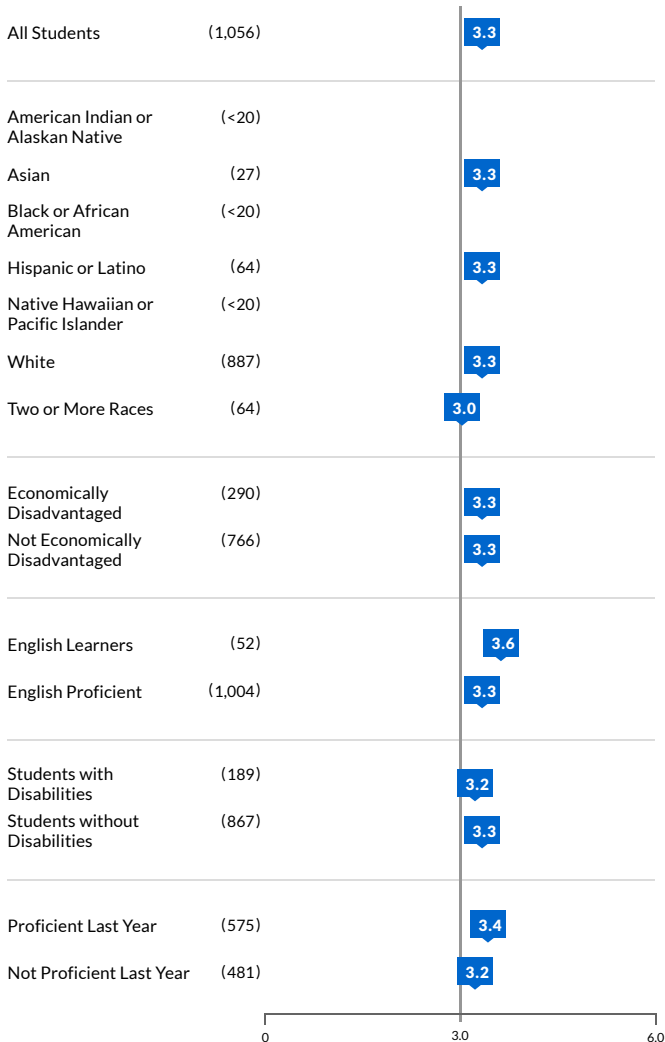 All Students (1,056) 3.3
American Indian or (<20)
Alaskan Native
Asian (27) 3.3
Black or African (<20)
American
Hispanic or Latino (64) 3.3
Native Hawaiian or (<20)
Pacific Islander
White (887) 3.3
Two or More Races (64) 3.0
Economically (290) 3.3
Disadvantaged
Not Economically (766) 3.3
Disadvantaged
English Learners (52) 3.6
English Proficient (1,004) 3.3
Students with (189) 3.2
Disabilities
Students without (867) 3.3
Disabilities
Proficient Last Year (575) 3.4
Not Proficient Last Year (481) 3.2
0 3.0 6.0